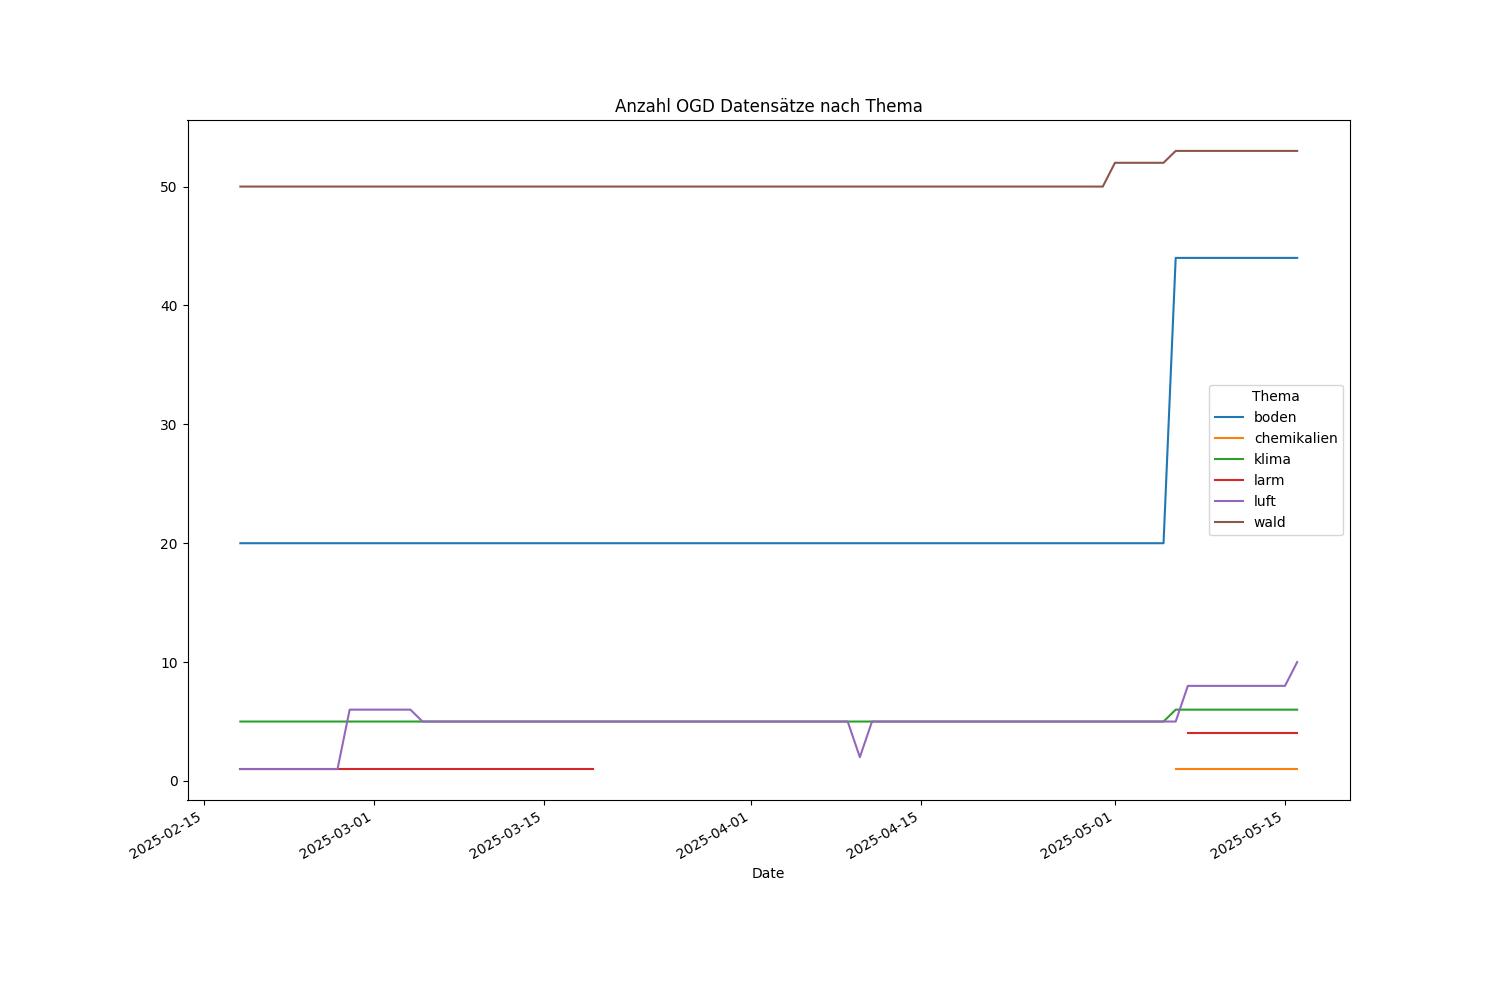 Anzahl OGD Datensätze nach Thema
50
40
30
20
10
0
Thema
boden
chemikalien
klima
larm
luft
wald
2025-02-15
2025-03-01
2025-03-15
2025-04-01
2025-04-15
2025-05-01
2025-05-15
Date